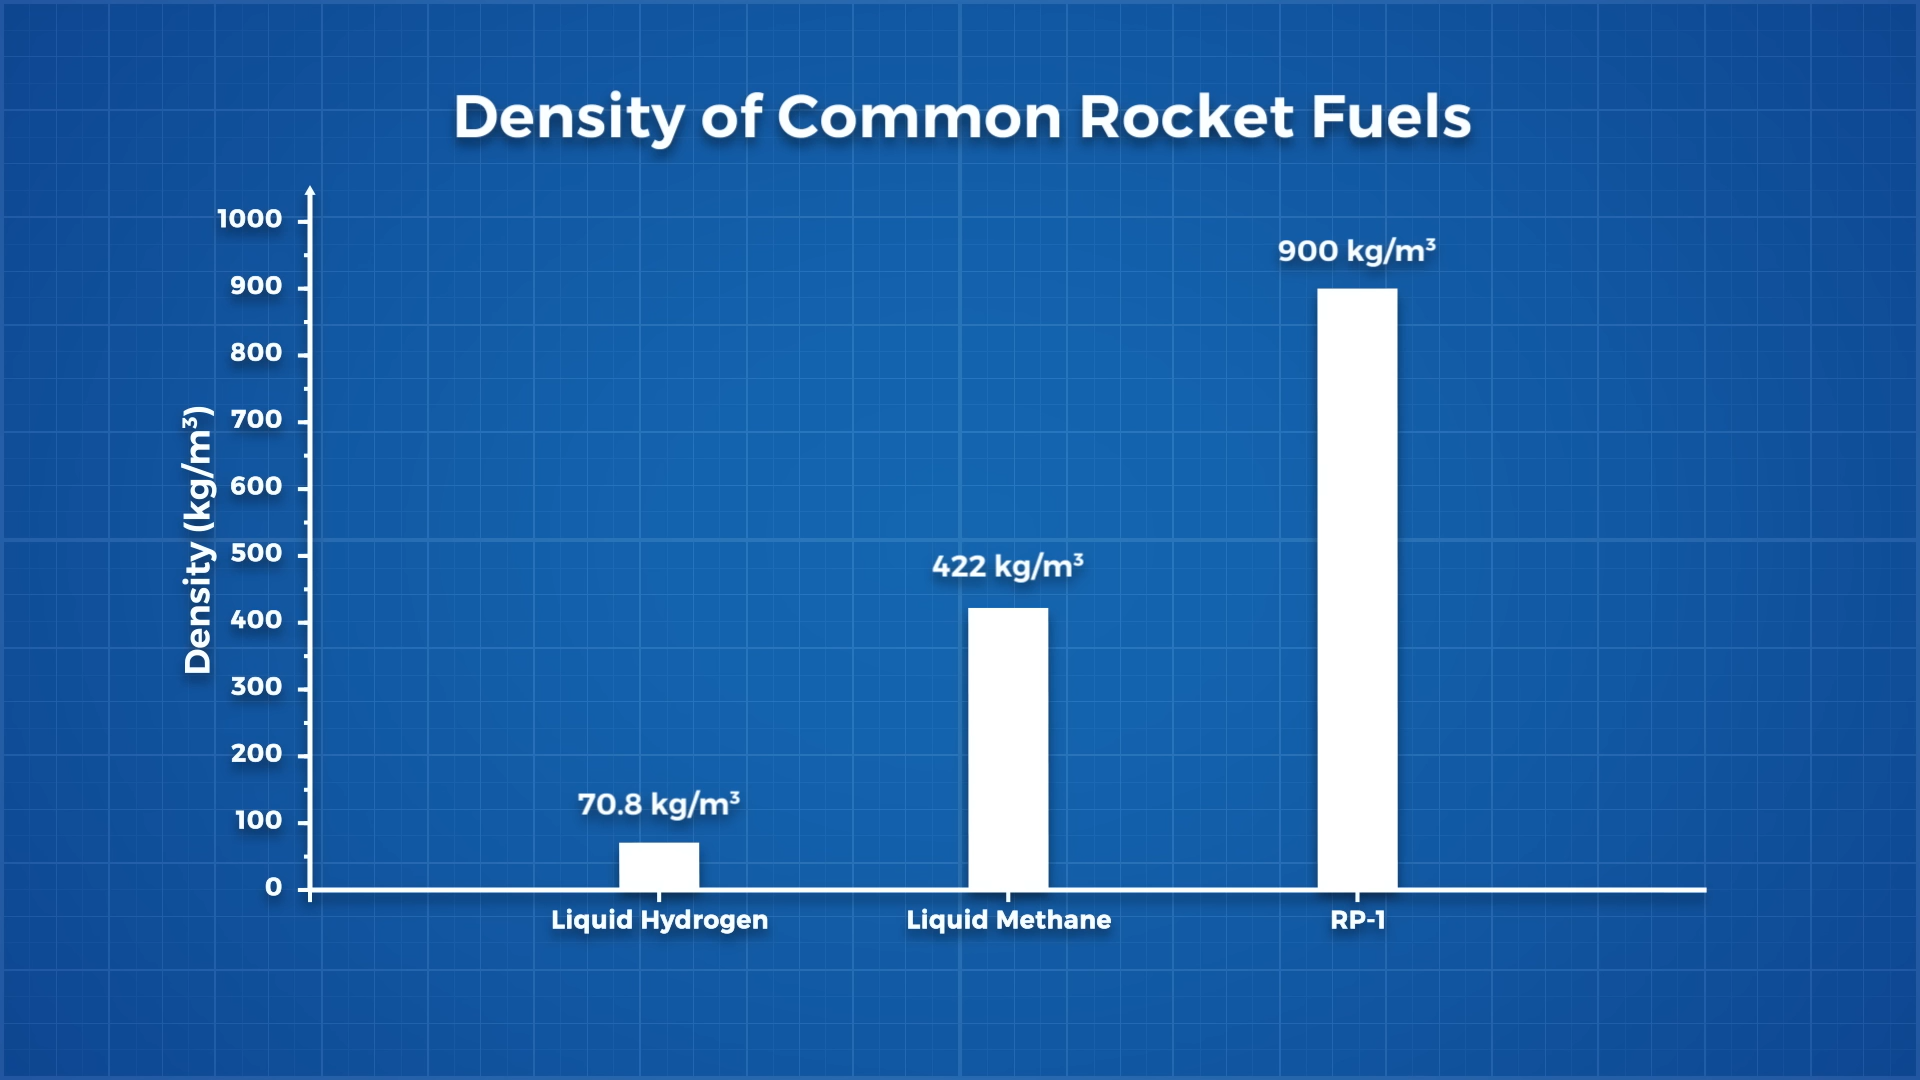 Density of Common Rocket Fuels
Density (kg/m³)
1000
900
800
700
600
500
400
300
200
100
0
70.8 kg/m³
422 kg/m³
900 kg/m³
Liquid Hydrogen
Liquid Methane
RP-1